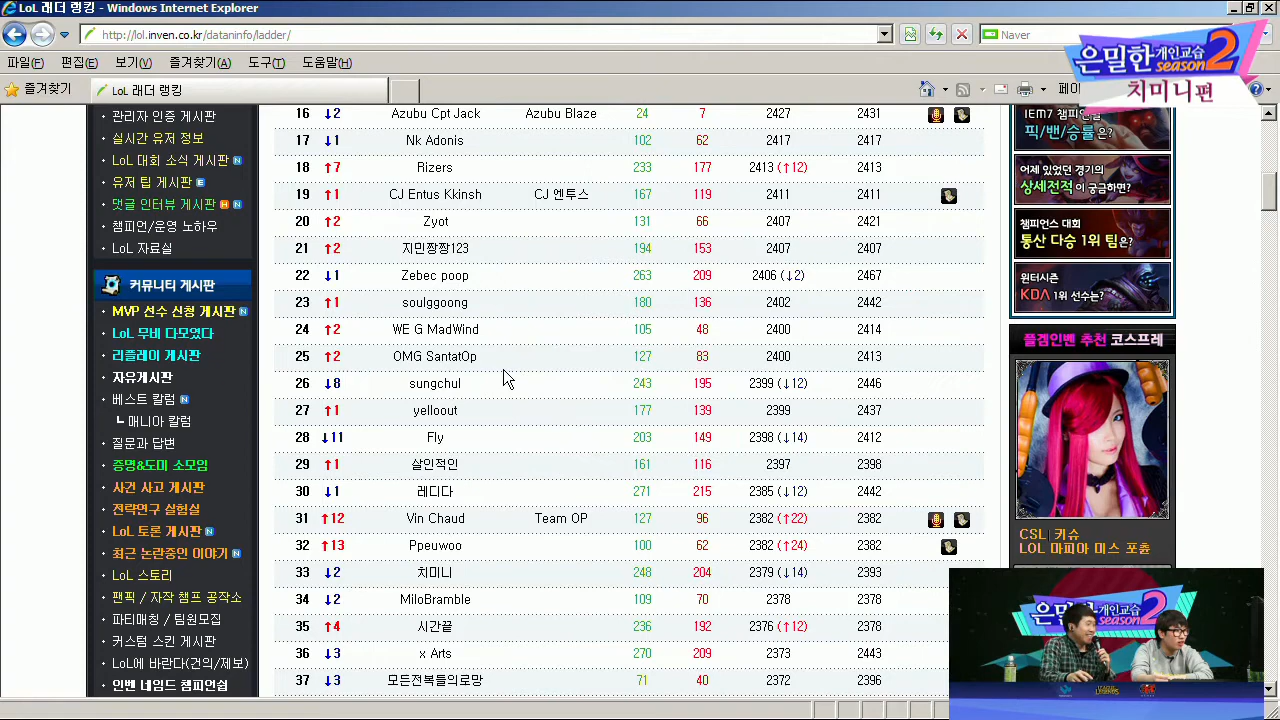 LoL 래더 랭킹 - Windows Internet Explorer
http://lol.inven.co.kr/dataninfo/ladder/
Naver
파일(F) 편집(E) 보기(V) 즐겨찾기(A) 도구(T) 도움말(H)
즐겨찾기
LoL 래더 랭킹
은밀한 개인교습 season 2
치미니편
관리자 인증 게시판
실시간 유저 정보
LoL 대회 소식 게시판 N
유저 팁 게시판 E
댓글 인터뷰 게시판 H N
챔피언/운영 노하우
LoL 자료실
커뮤니티 게시판
MVP 선수 신청 게시판 N
LoL 무비 다모였다
리플레이 게시판
자유게시판
베스트 칼럼 N
┗ 매니아 칼럼
질문과 답변
증명&도미 소모임
사건 사고 게시판
전략연구 실험실
LoL 토론 게시판 N
최근 논란중인 이야기 N
LoL 스토리
팬픽 / 자작 챔프 공작소
파티매칭 / 팀원모집
커스텀 스킨 게시판
LoL에 바란다(건의/제보)
인벤 네임드 챔피언쉽
16 ↓2 Azubu Cpt Jack Azubu Blaze 24 7 2427 2431
17 ↓1 Nk Adonis 102 62
18 ↑7 Rizers 233 177 2413 (↑12) 2413
19 ↑1 CJ Entus Kirish CJ 엔투스 167 119 2411 2411
20 ↑2 Zyot 131 66 2407 2421
21 ↑2 자타공작123 194 153 2407 2407
22 ↓1 Zebec oj 263 209 2406 (↓2) 2419
23 ↑1 soulgooong 180 136 2402 2442
24 ↑2 WE G MadWind 105 48 2400 2414
25 ↑2 127 72 2400 2413
26 ↓8 sungchul 243 195 2399 (↓12) 2446
27 ↑1 yelloout 177 139 2399 2437
28 ↓11 Fly 203 149 2398 (↓14) 2412
29 ↑1 살인적인 161 116 2397 2398
30 ↓1 레디다 271 215 2385 (↓12) 2442
31 ↑12 Vin Chaud Team OP 127 96 2382 (↑22) 2382
32 ↑13 Ppeuwoo 100 62 2382 (↑24) 2382
33 ↓2 치미니 248 204 2379 (↓14) 2393
34 ↓2 MiloBramble 109 70 2378 2378
35 ↑4 239 192 2376 (↑12) 2376
36 ↓3 270 209 2373 2443
37 ↓3 모든전복들의로망 71 40 2372 2396
IEM7 챔피언쉽
픽/밴/승률은?
어제 있었던 경기의
상세전적이 궁금하면?
챔피언스 대회
통산 다승 1위 팀은?
윈터시즌
KDA 1위 선수는?
플겜인벤 추천 코스프레
CSL| 키슈
LOL 마피아 미스 포츈
은밀한 개인교습 season 2